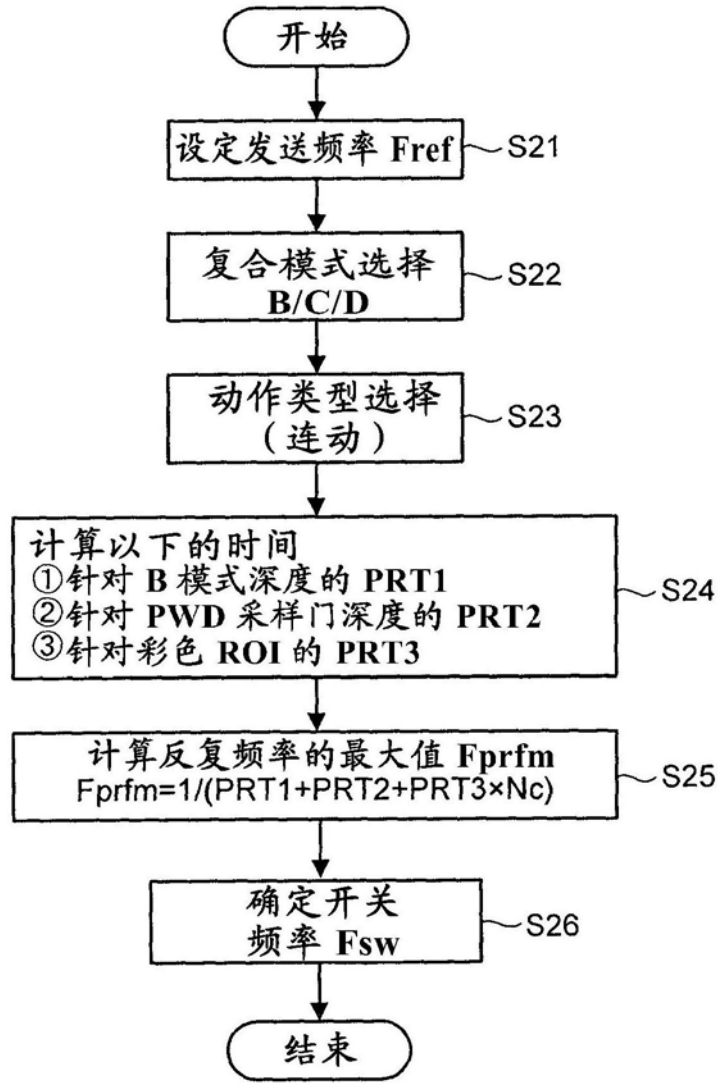 开始
设定发送频率 Fref
S21
复合模式选择
B/C/D
S22
动作类型选择
(连动)
S23
计算以下的时间
①针对 B 模式深度的 PRT1
②针对 PWD 采样门深度的 PRT2
③针对彩色 ROI 的 PRT3
S24
计算反复频率的最大值 Fprfm
Fprfm=1/(PRT1+PRT2+PRT3×Nc)
S25
确定开关
频率 Fsw
S26
结束